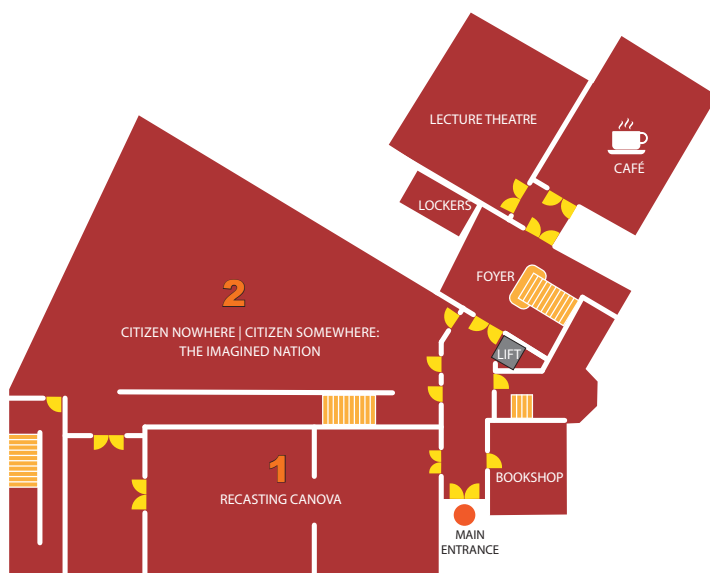 LECTURE THEATRE
CAFÉ
LOCKERS
FOYER
2
CITIZEN NOWHERE | CITIZEN SOMEWHERE:
THE IMAGINED NATION
LIFT
1
RECASTING CANOVA
BOOKSHOP
MAIN
ENTRANCE